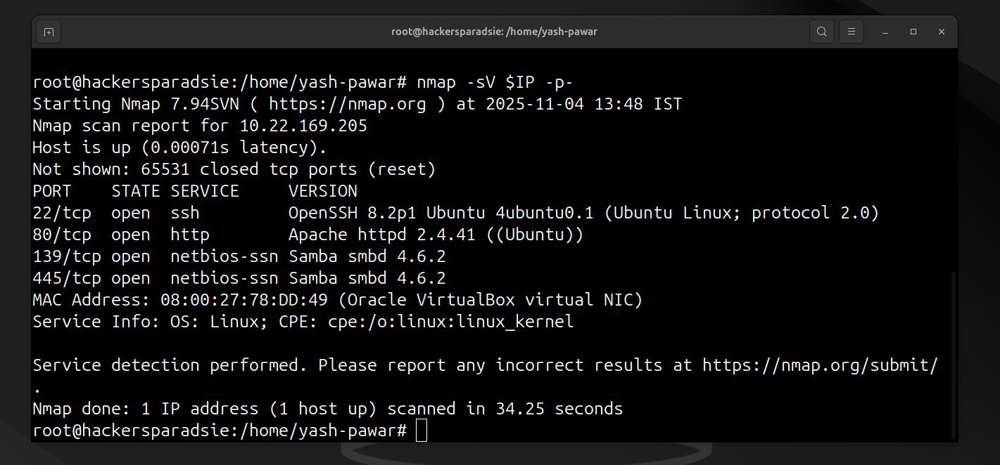 root@hackersparadsie: /home/yash-pawar
root@hackersparadsie:/home/yash-pawar# nmap -sV $IP -p-
Starting Nmap 7.94SVN ( https://nmap.org ) at 2025-11-04 13:48 IST
Nmap scan report for 10.22.169.205
Host is up (0.00071s latency).
Not shown: 65531 closed tcp ports (reset)
PORT    STATE SERVICE     VERSION
22/tcp  open  ssh         OpenSSH 8.2p1 Ubuntu 4ubuntu0.1 (Ubuntu Linux; protocol 2.0)
80/tcp  open  http        Apache httpd 2.4.41 ((Ubuntu))
139/tcp open  netbios-ssn Samba smbd 4.6.2
445/tcp open  netbios-ssn Samba smbd 4.6.2
MAC Address: 08:00:27:78:DD:49 (Oracle VirtualBox virtual NIC)
Service Info: OS: Linux; CPE: cpe:/o:linux:linux_kernel
Service detection performed. Please report any incorrect results at https://nmap.org/submit/
.
Nmap done: 1 IP address (1 host up) scanned in 34.25 seconds
root@hackersparadsie:/home/yash-pawar#